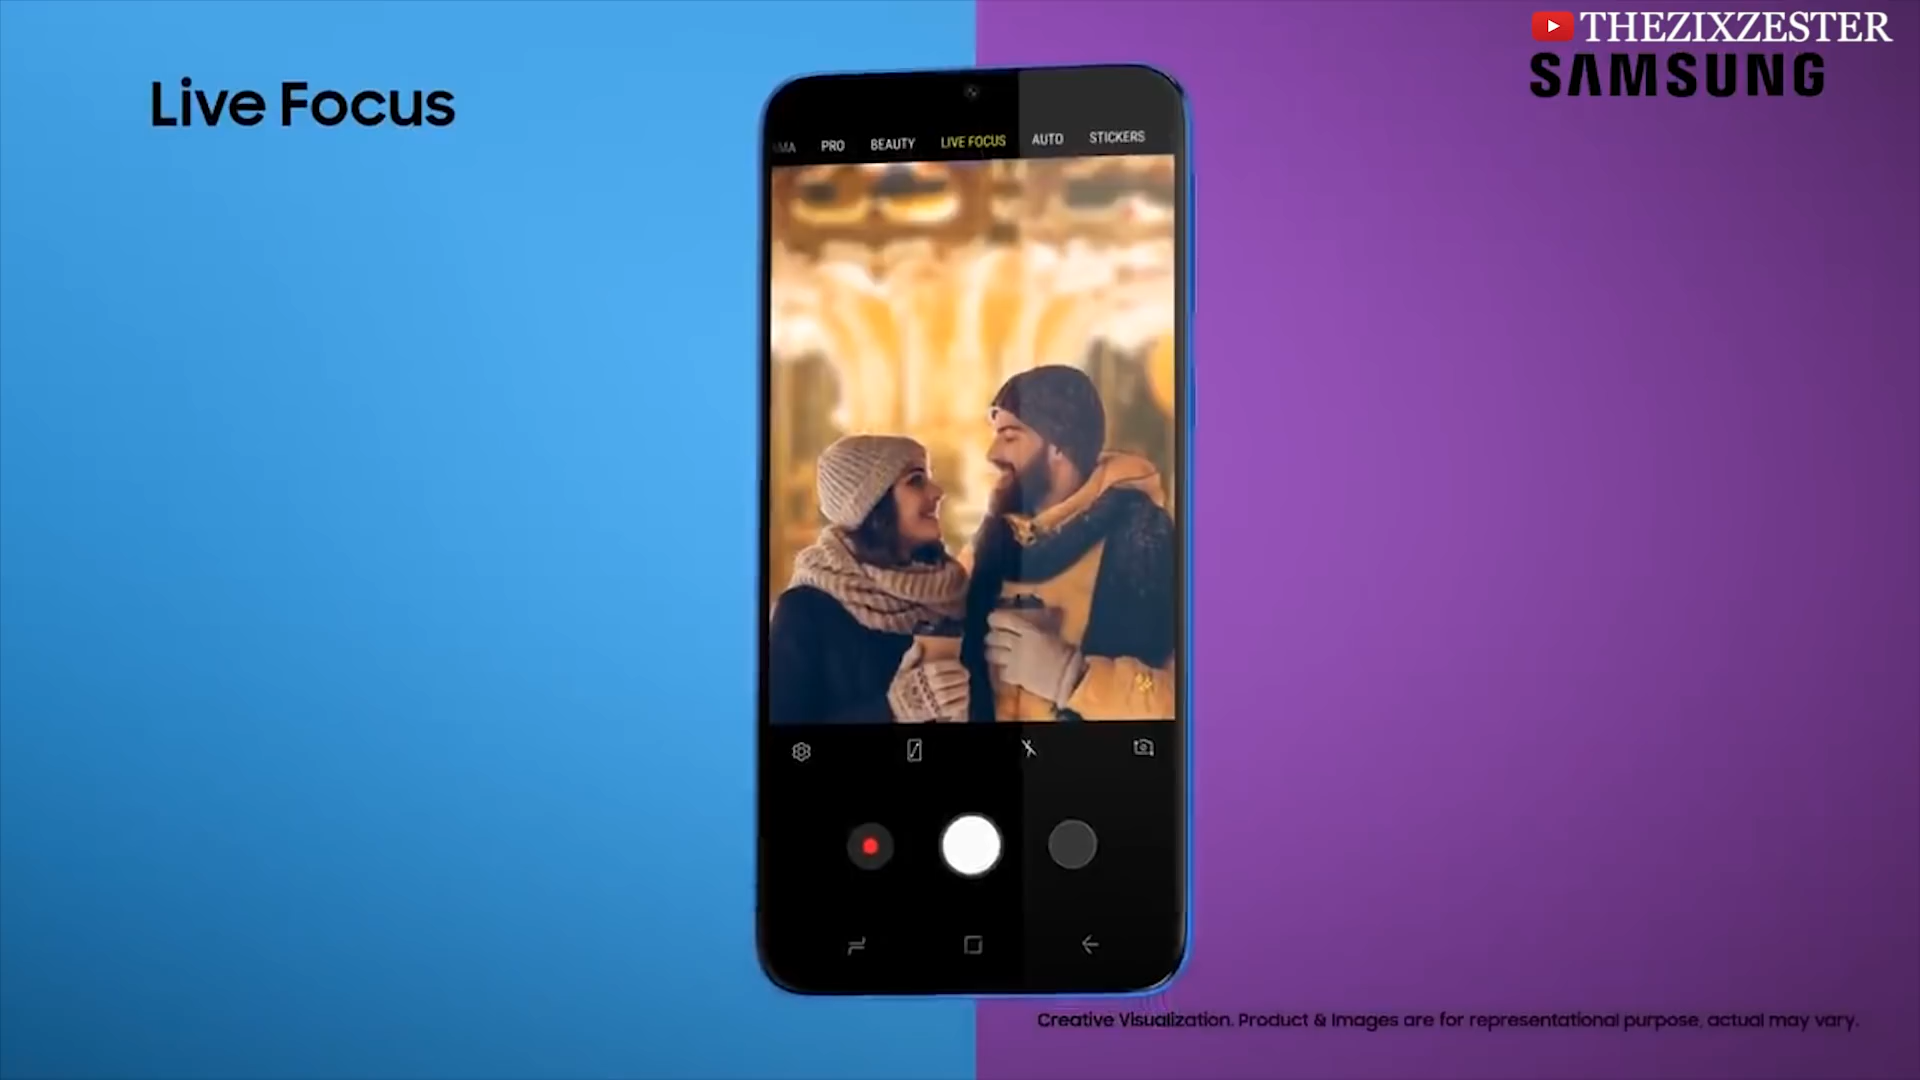 THEZIXZESTER
SAMSUNG
Live Focus
PRO BEAUTY LIVE FOCUS AUTO STICKERS
Creative Visualization. Product & Images are for representational purpose, actual may vary.